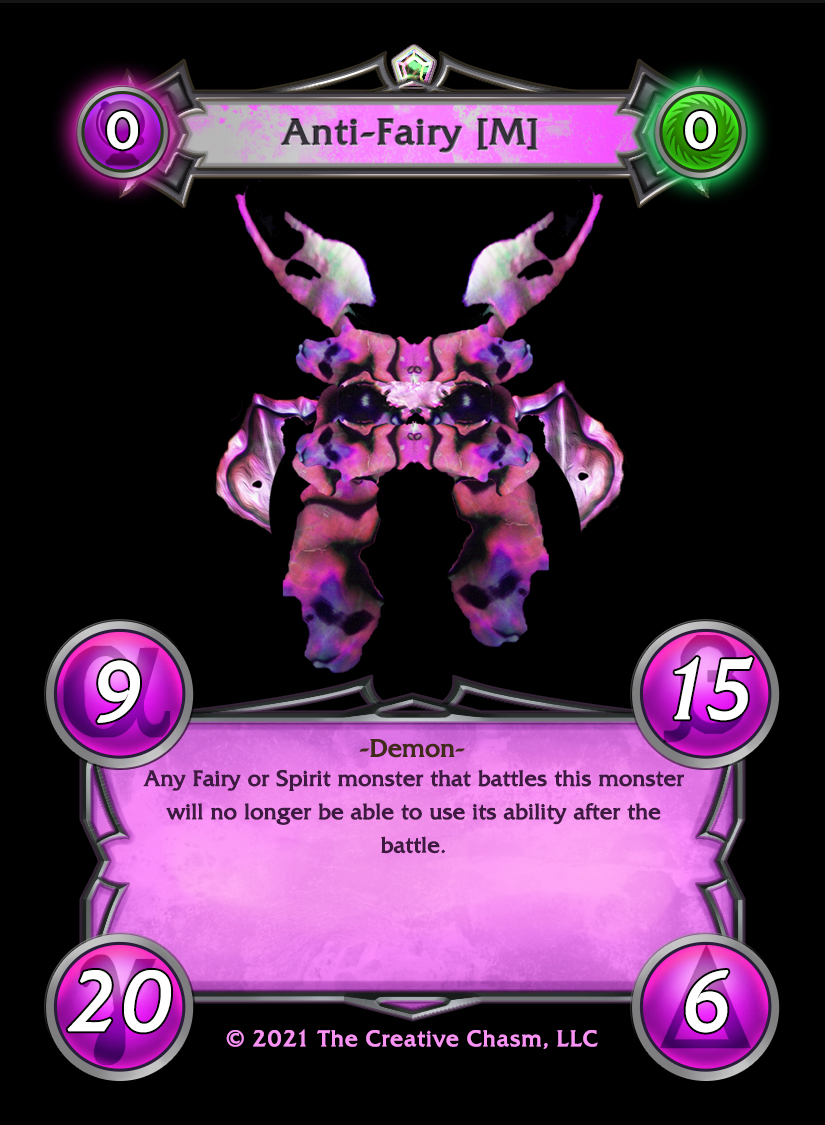 0
Anti-Fairy [M]
0
α
9
β
15
-Demon-
Any Fairy or Spirit monster that battles this monster
will no longer be able to use its ability after the
battle.
γ
20
Δ
6
© 2021 The Creative Chasm, LLC